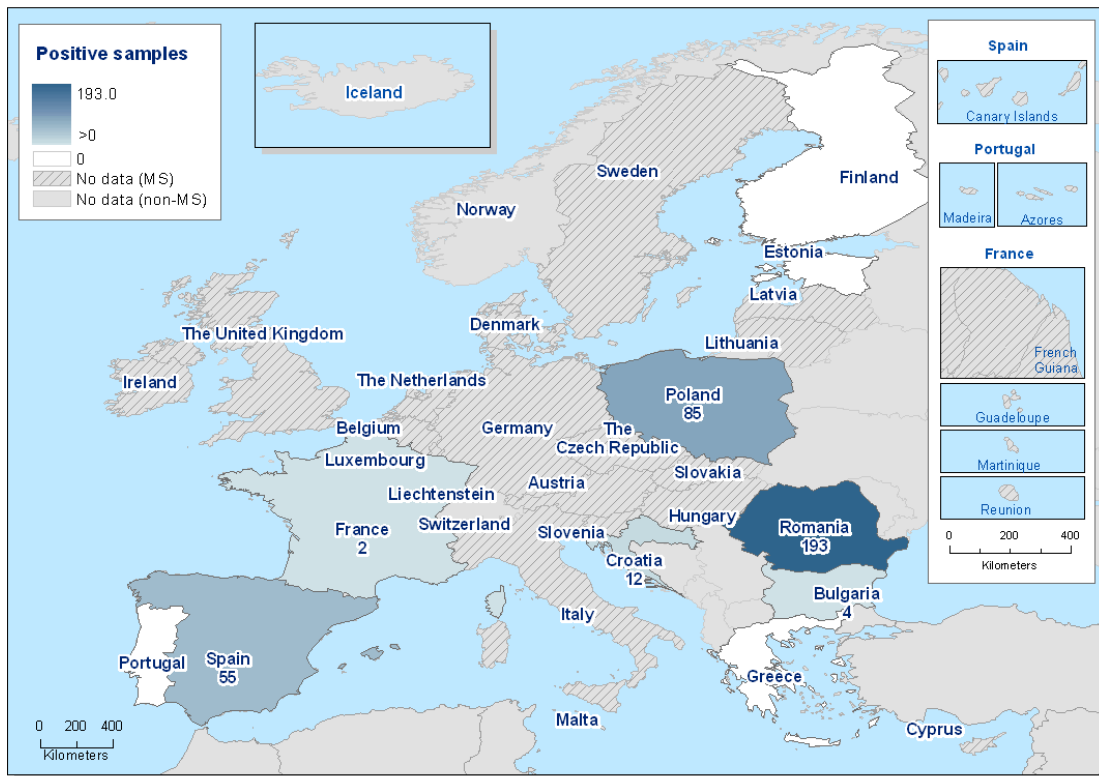 Positive samples
193.0
>0
0
No data (MS)
No data (non-MS)
Iceland
Spain
Canary Islands
Portugal
Madeira
Azores
France
French
Guiana
Guadeloupe
Martinique
Reunion
0 200 400
Kilometers
Sweden
Finland
Norway
Estonia
Latvia
Denmark
Lithuania
The United Kingdom
Ireland
The Netherlands
Poland
85
Belgium
Germany
The
Czech Republic
Luxembourg
Slovakia
Austria
Liechtenstein
Hungary
Switzerland
Slovenia
France
2
Romania
193
Croatia
12
Bulgaria
4
Italy
Portugal
Spain
55
Greece
Malta
Cyprus
0 200 400
Kilometers